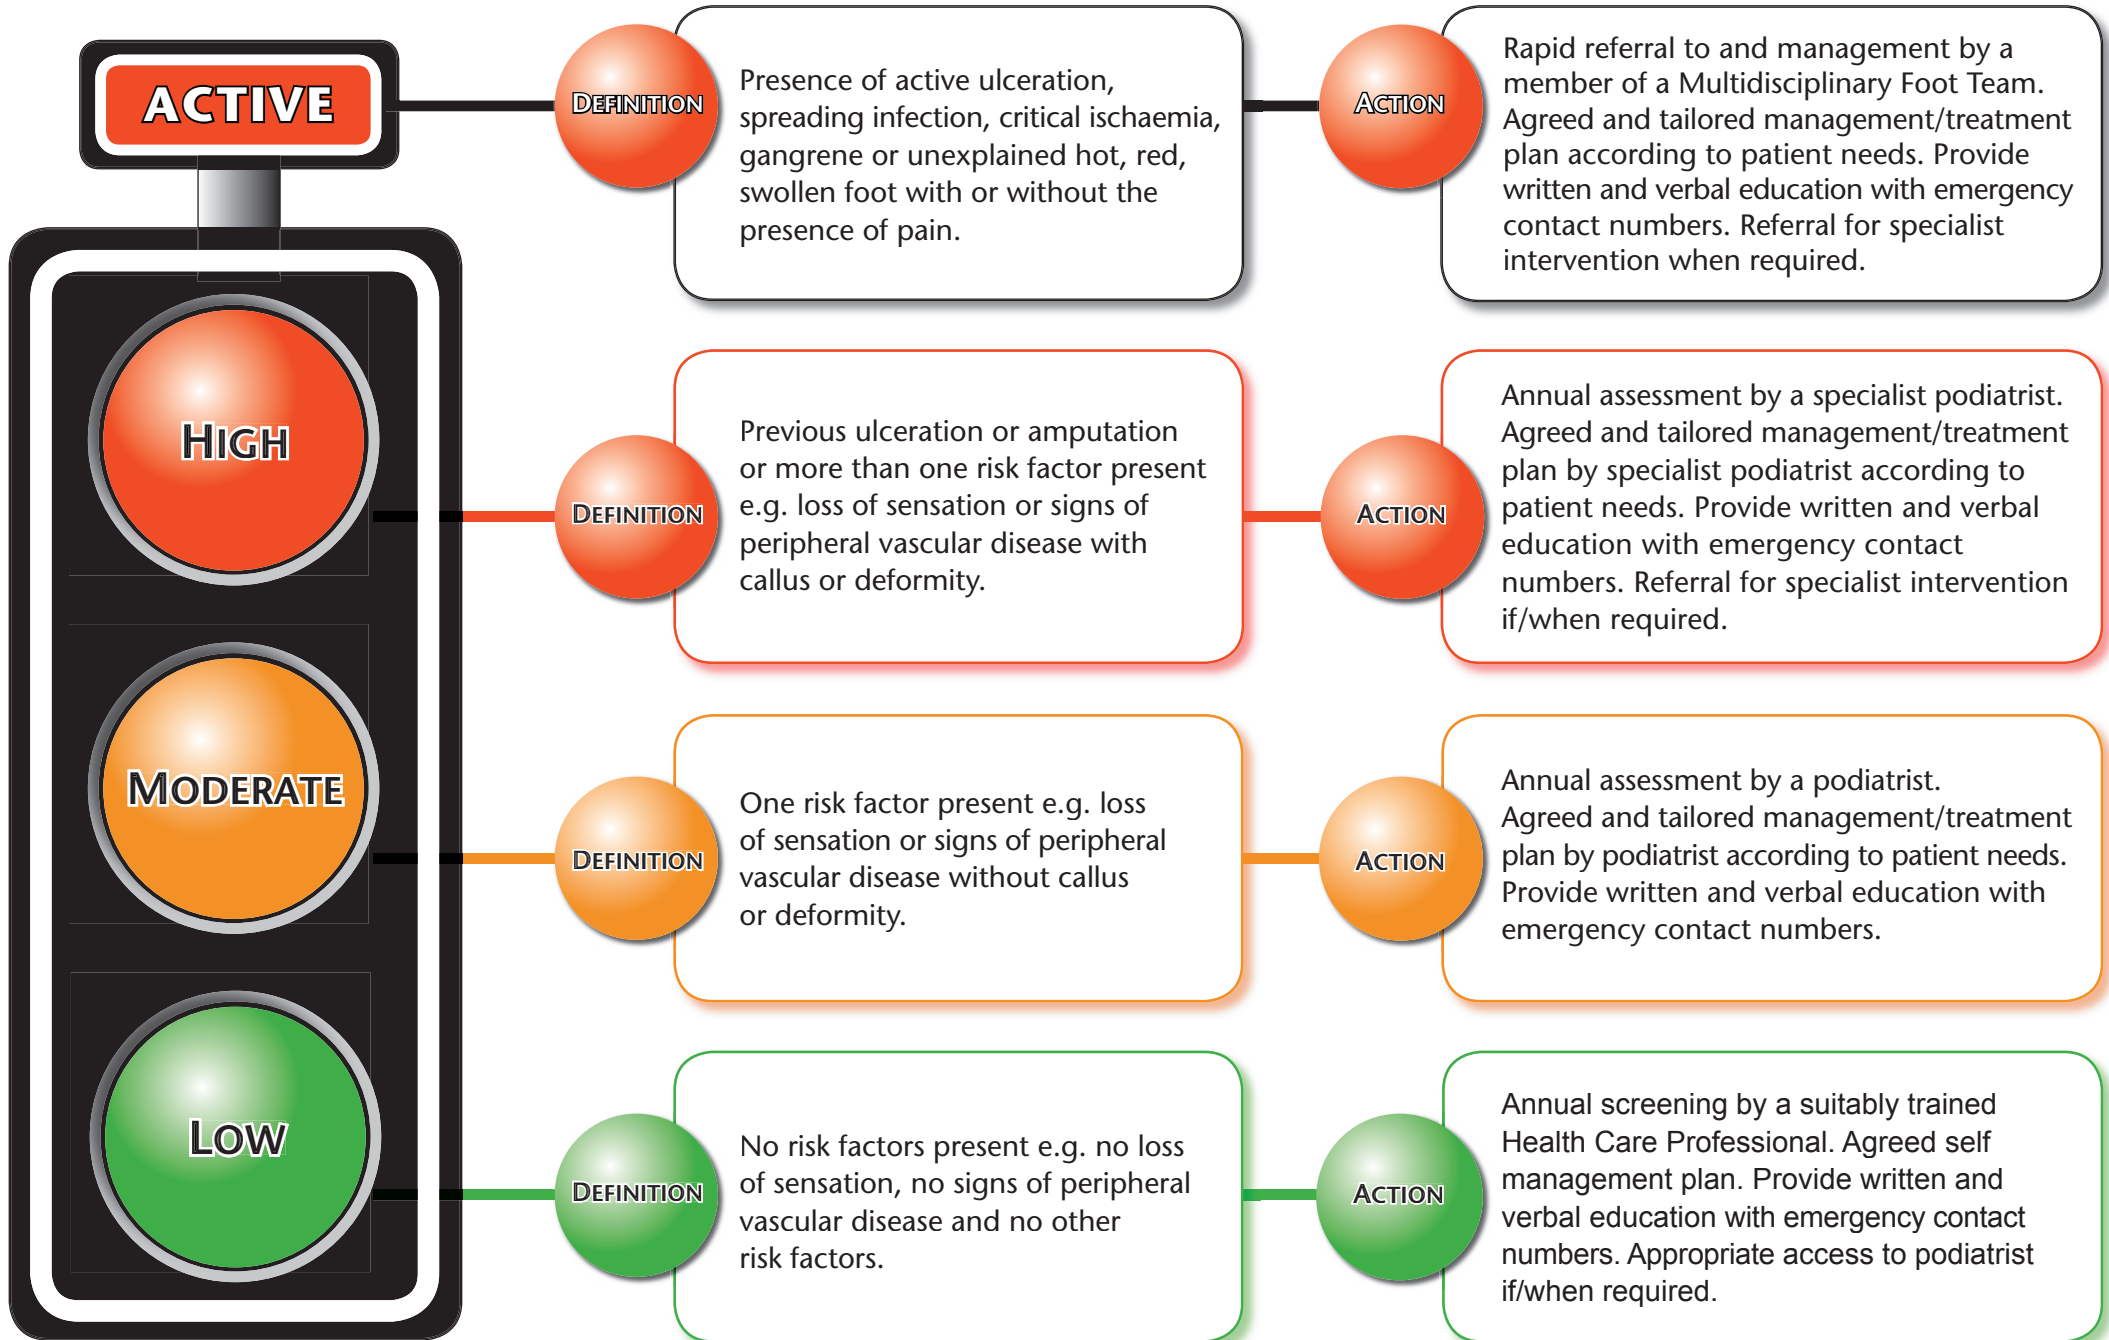 ACTIVE
DEFINITION
Presence of active ulceration,
spreading infection, critical ischaemia,
gangrene or unexplained hot, red,
swollen foot with or without the
presence of pain.
ACTION
Rapid referral to and management by a
member of a Multidisciplinary Foot Team.
Agreed and tailored management/treatment
plan according to patient needs. Provide
written and verbal education with emergency
contact numbers. Referral for specialist
intervention when required.
HIGH
DEFINITION
Previous ulceration or amputation
or more than one risk factor present
e.g. loss of sensation or signs of
peripheral vascular disease with
callus or deformity.
ACTION
Annual assessment by a specialist podiatrist.
Agreed and tailored management/treatment
plan by specialist podiatrist according to
patient needs. Provide written and verbal
education with emergency contact
numbers. Referral for specialist intervention
if/when required.
MODERATE
DEFINITION
One risk factor present e.g. loss
of sensation or signs of peripheral
vascular disease without callus
or deformity.
ACTION
Annual assessment by a podiatrist.
Agreed and tailored management/treatment
plan by podiatrist according to patient needs.
Provide written and verbal education with
emergency contact numbers.
LOW
DEFINITION
No risk factors present e.g. no loss
of sensation, no signs of peripheral
vascular disease and no other
risk factors.
ACTION
Annual screening by a suitably trained
Health Care Professional. Agreed self
management plan. Provide written and
verbal education with emergency contact
numbers. Appropriate access to podiatrist
if/when required.